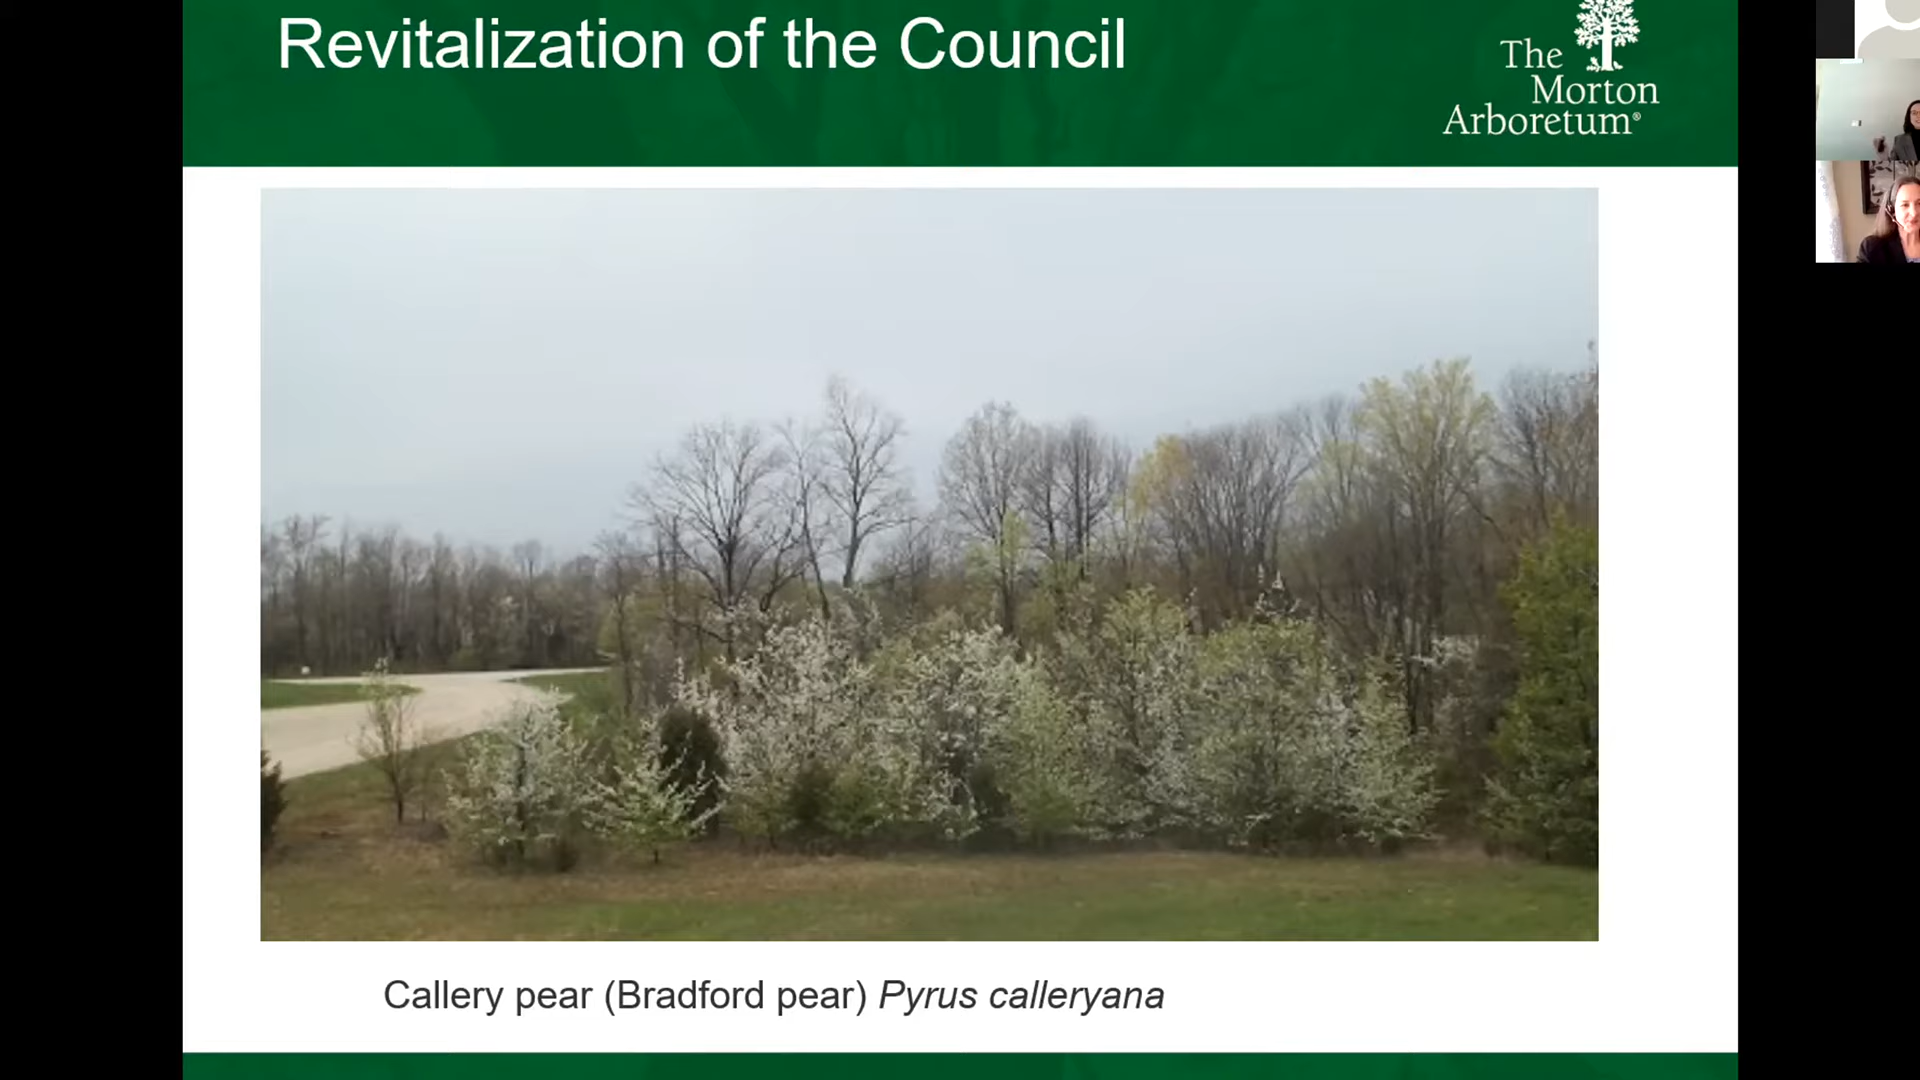 Revitalization of the Council
The
Morton
Arboretum®
Callery pear (Bradford pear) Pyrus calleryana